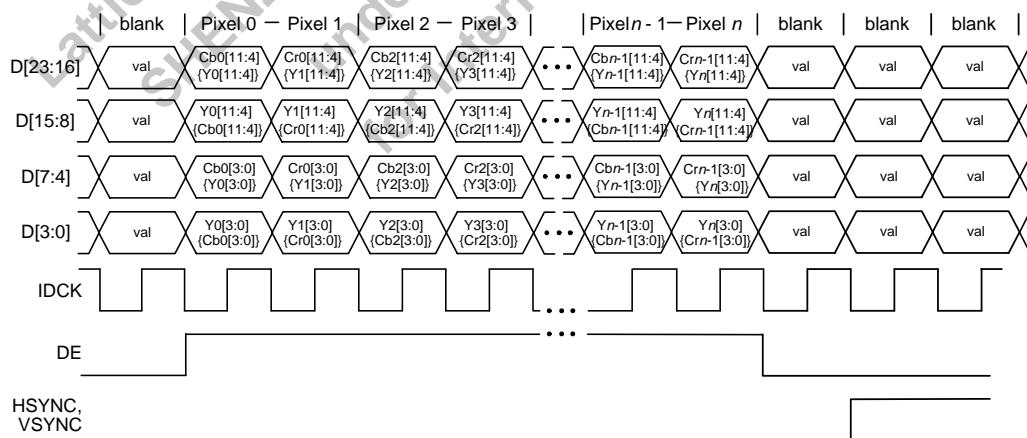 blank Pixel 0 — Pixel 1 Pixel 2 — Pixel 3 Pixel n - 1 — Pixel n blank blank blank
D[23:16] val Cb0[11:4] {Y0[11:4]} Cr0[11:4] {Y1[11:4]} Cb2[11:4] {Y2[11:4]} Cr2[11:4] {Y3[11:4]} ••• Cbn-1[11:4] {Yn-1[11:4]} Crn-1[11:4] {Yn[11:4]} val val val
D[15:8] val Y0[11:4] {Cb0[11:4]} Y1[11:4] {Cr0[11:4]} Y2[11:4] {Cb2[11:4]} Y3[11:4] {Cr2[11:4]} ••• Yn-1[11:4] {Cbn-1[11:4]} Yn[11:4] {Crn-1[11:4]} val val val
D[7:4] val Cb0[3:0] {Y0[3:0]} Cr0[3:0] {Y1[3:0]} Cb2[3:0] {Y2[3:0]} Cr2[3:0] {Y3[3:0]} ••• Cbn-1[3:0] {Yn-1[3:0]} Crn-1[3:0] {Yn[3:0]} val val val
D[3:0] val Y0[3:0] {Cb0[3:0]} Y1[3:0] {Cr0[3:0]} Y2[3:0] {Cb2[3:0]} Y3[3:0] {Cr2[3:0]} ••• Yn-1[3:0] {Cbn-1[3:0]} Yn[3:0] {Crn-1[3:0]} val val val
IDCK •••
DE •••
HSYNC,
VSYNC